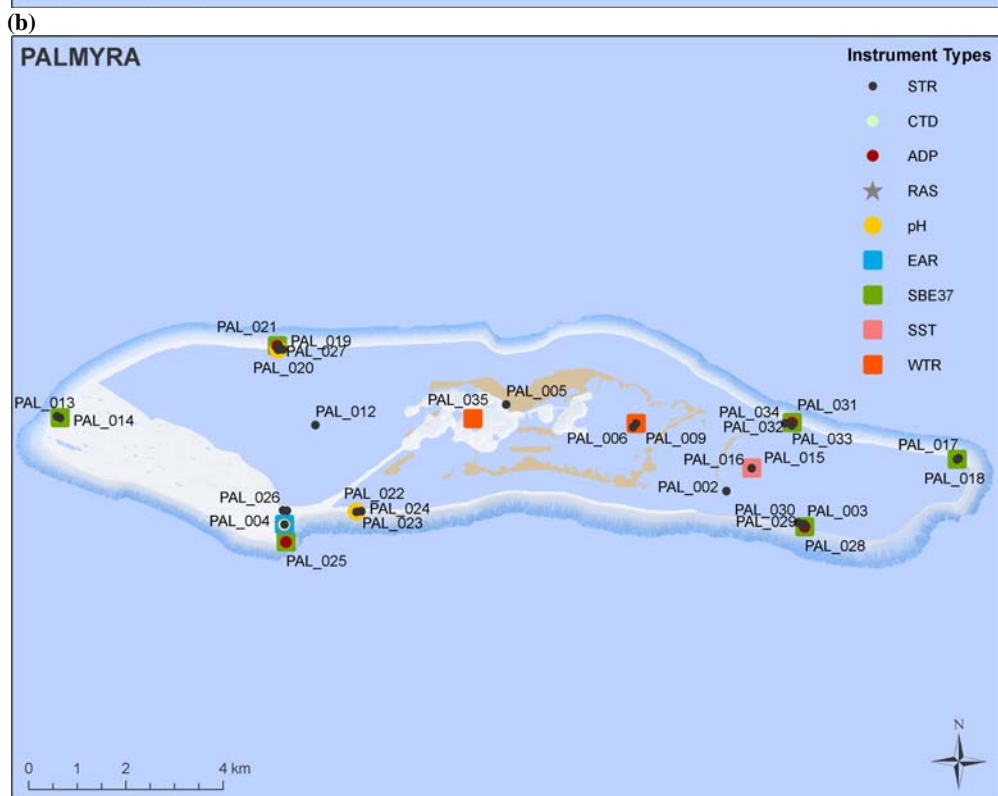 (b)
PALMYRA
Instrument Types
STR
CTD
ADP
RAS
pH
EAR
SBE37
SST
WTR
PAL_021
PAL_019
PAL_027
PAL_020
PAL_013
PAL_014
PAL_012
PAL_035
PAL_005
PAL_006
PAL_009
PAL_034
PAL_031
PAL_032
PAL_033
PAL_017
PAL_018
PAL_016
PAL_015
PAL_002
PAL_026
PAL_022
PAL_024
PAL_004
PAL_023
PAL_025
PAL_030
PAL_003
PAL_029
PAL_028
N
0 1 2 4 km